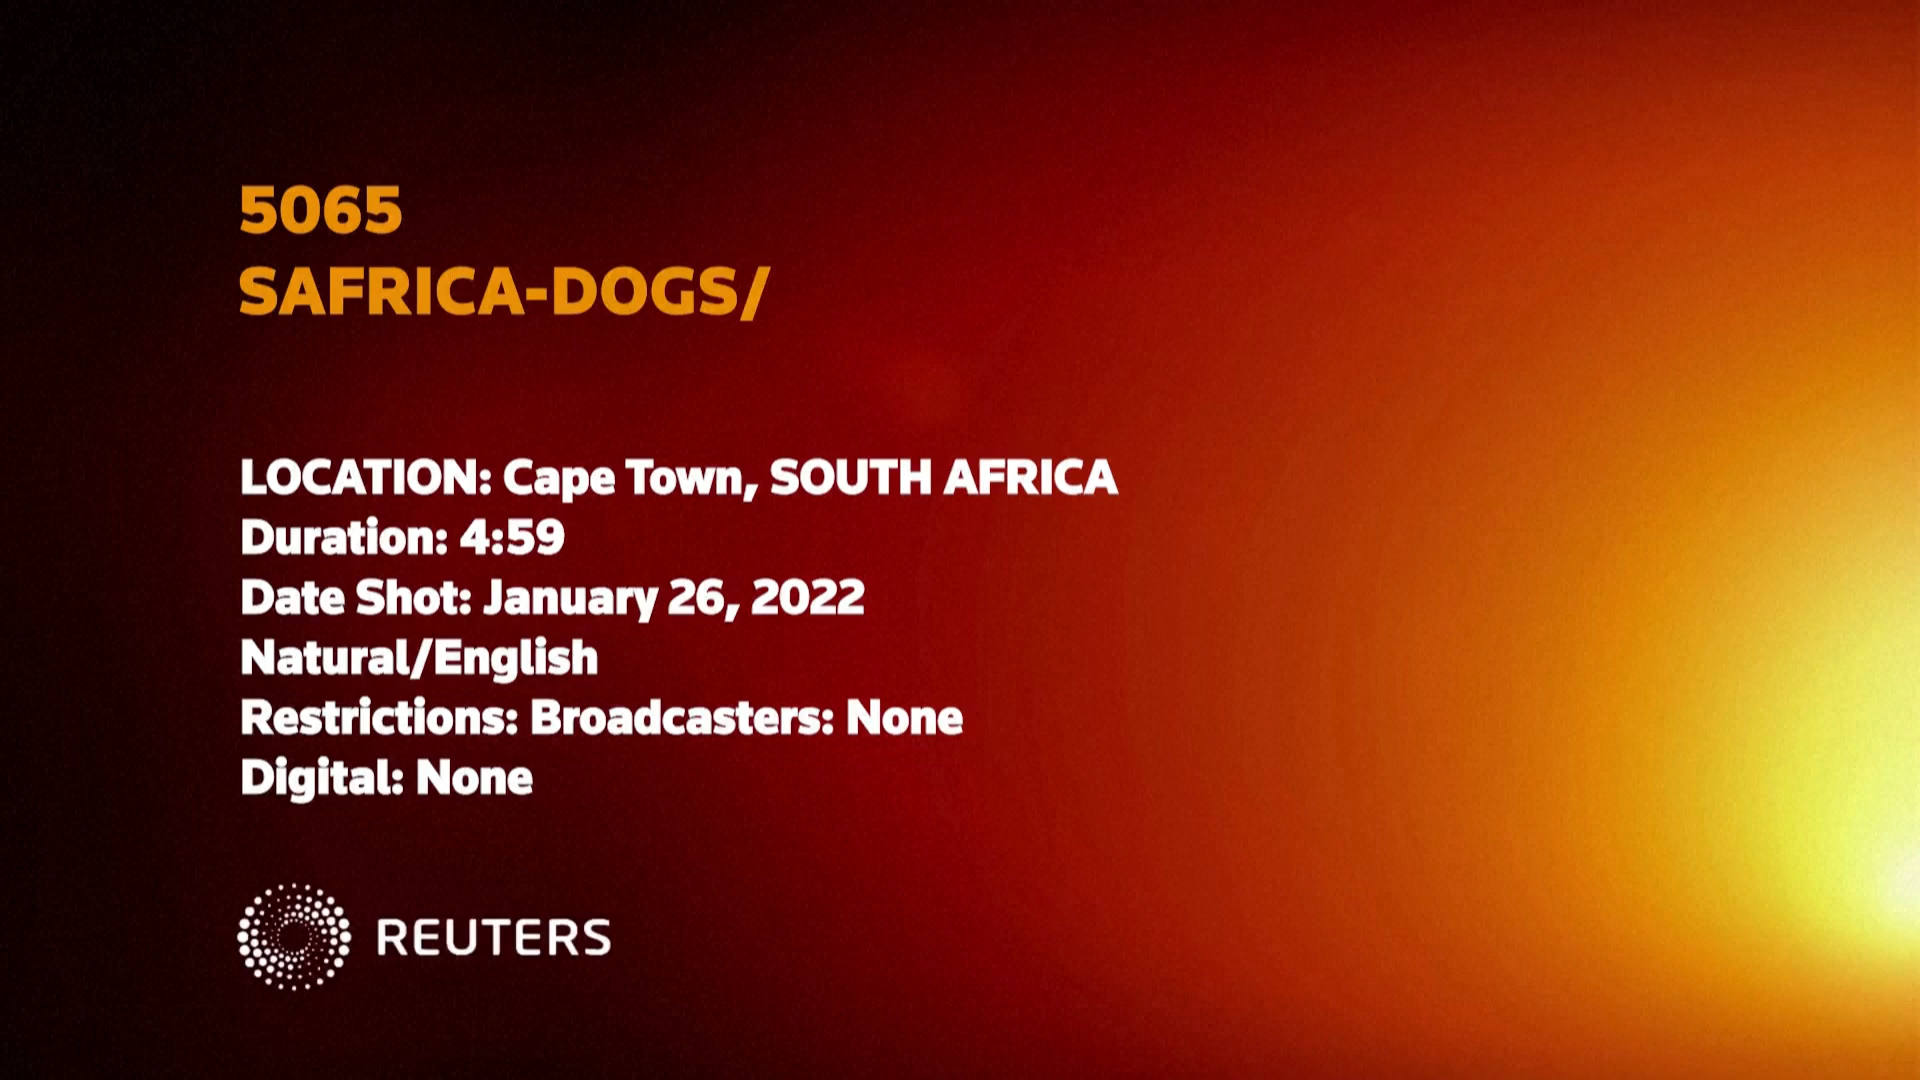 5065
SAFRICA-DOGS/
LOCATION: Cape Town, SOUTH AFRICA
Duration: 4:59
Date Shot: January 26, 2022
Natural/English
Restrictions: Broadcasters: None
Digital: None
REUTERS